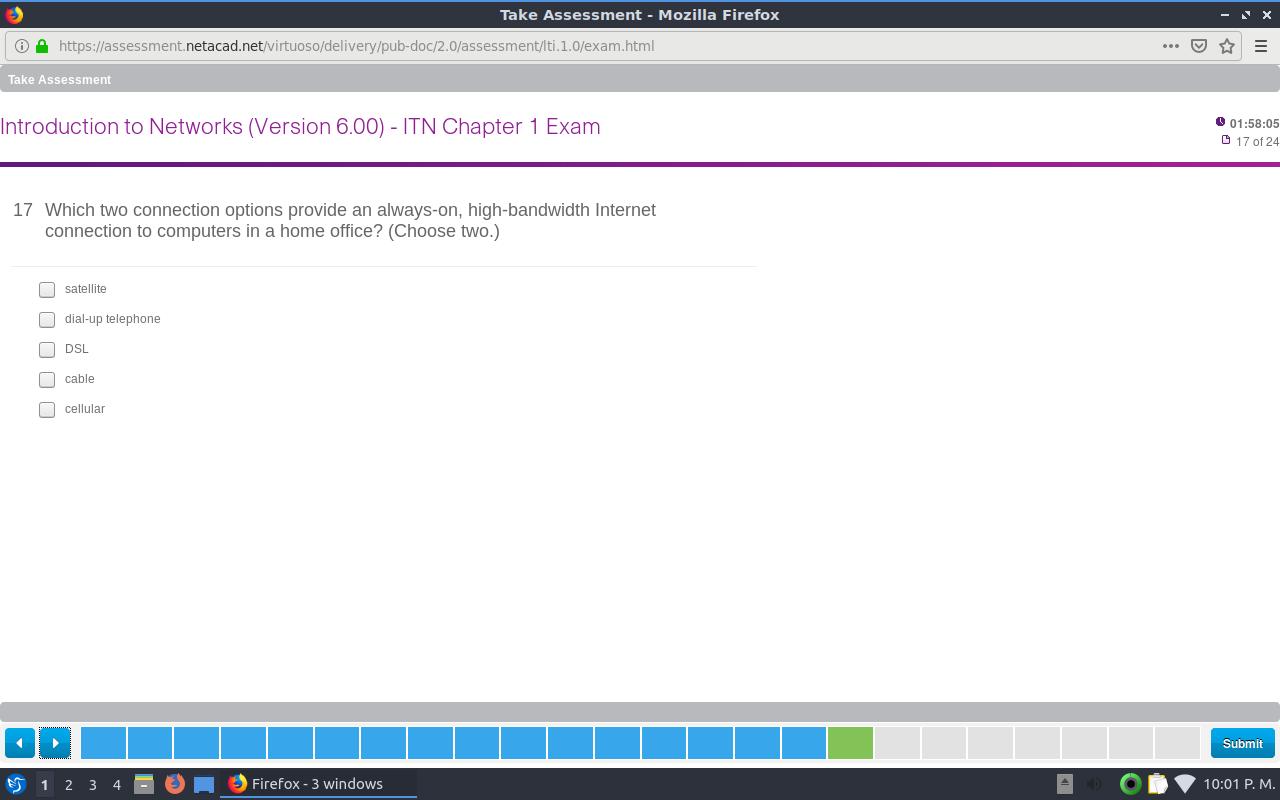 Take Assessment - Mozilla Firefox
https://assessment.netacad.net/virtuoso/delivery/pub-doc/2.0/assessment/lti.1.0/exam.html
Take Assessment
Introduction to Networks (Version 6.00) - ITN Chapter 1 Exam
01:58:05
17 of 24
17 Which two connection options provide an always-on, high-bandwidth Internet
connection to computers in a home office? (Choose two.)
satellite
dial-up telephone
DSL
cable
cellular
Submit
1 2 3 4 Firefox - 3 windows 10:01 P. M.